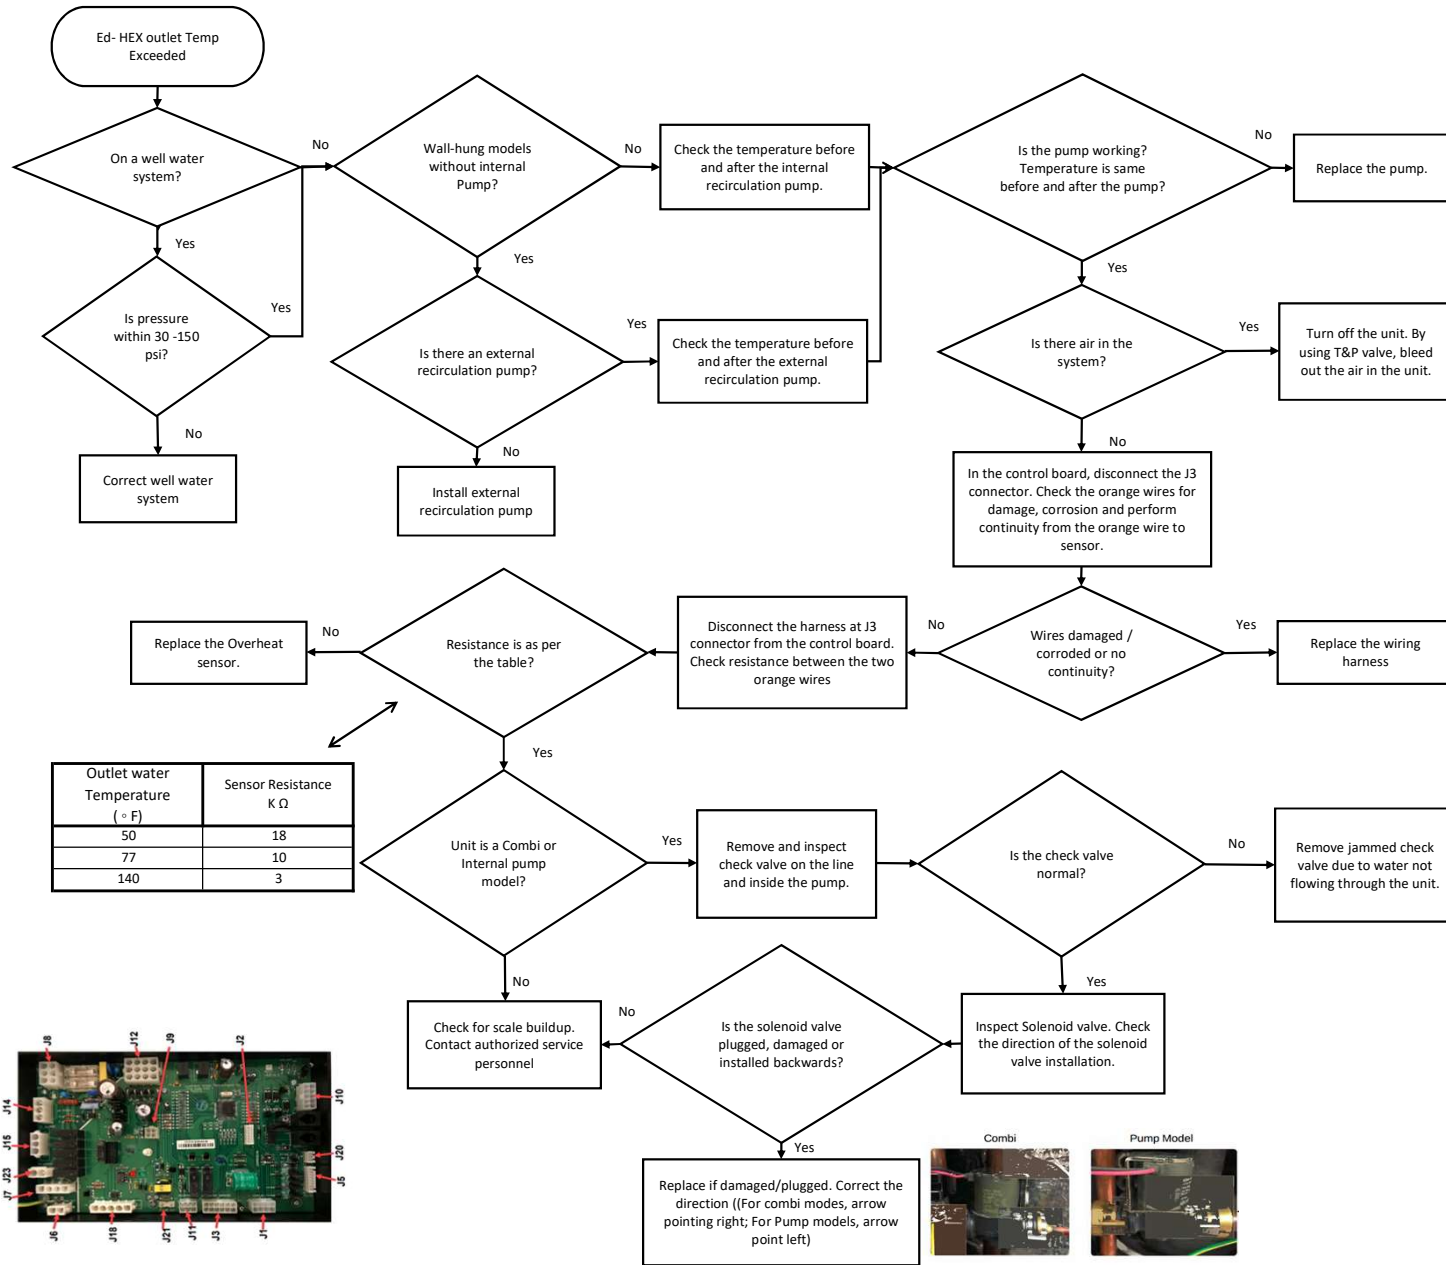 Ed- HEX outlet Temp
Exceeded
On a well water
system?
No
Yes
Is pressure
within 30 -150
psi?
Yes
No
Correct well water
system
Wall-hung models
without internal
Pump?
No
Yes
Check the temperature before
and after the internal
recirculation pump.
Is there an external
recirculation pump?
Yes
No
Check the temperature before
and after the external
recirculation pump.
Install external
recirculation pump
Is the pump working?
Temperature is same
before and after the pump?
No
Yes
Replace the pump.
Is there air in the
system?
Yes
No
Turn off the unit. By
using T&P valve, bleed
out the air in the unit.
In the control board, disconnect the J3
connector. Check the orange wires for
damage, corrosion and perform
continuity from the orange wire to
sensor.
Wires damaged /
corroded or no
continuity?
Yes
No
Replace the wiring
harness
Disconnect the harness at J3
connector from the control board.
Check resistance between the two
orange wires
Resistance is as per
the table?
No
Yes
Replace the Overheat
sensor.
Outlet water
Temperature
( ◦ F)
Sensor Resistance
K Ω
50
18
77
10
140
3
Unit is a Combi or
Internal pump
model?
Yes
No
Remove and inspect
check valve on the line
and inside the pump.
Is the check valve
normal?
No
Yes
Remove jammed check
valve due to water not
flowing through the unit.
Inspect Solenoid valve. Check
the direction of the solenoid
valve installation.
Is the solenoid valve
plugged, damaged or
installed backwards?
No
Yes
Check for scale buildup.
Contact authorized service
personnel
Replace if damaged/plugged. Correct the
direction ((For combi modes, arrow
pointing right; For Pump models, arrow
point left)
Combi
Pump Model
J8
J12
J9
J2
J14
J10
J15
J23
J20
J7
J5
J6
J18
J21
J11
J3
J1